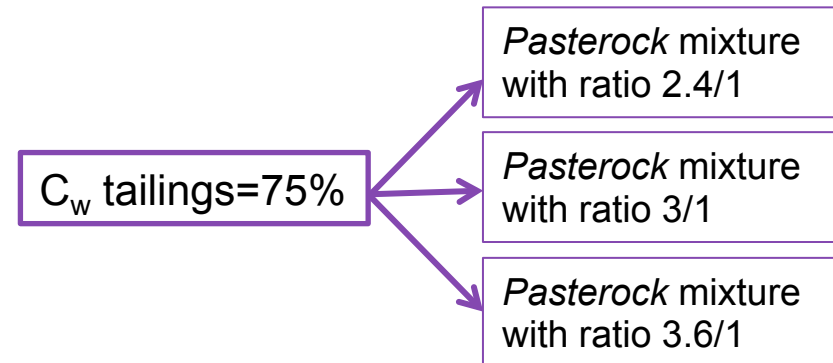 Pasterock mixture
with ratio 2.4/1
C_w tailings=75%
Pasterock mixture
with ratio 3/1
Pasterock mixture
with ratio 3.6/1